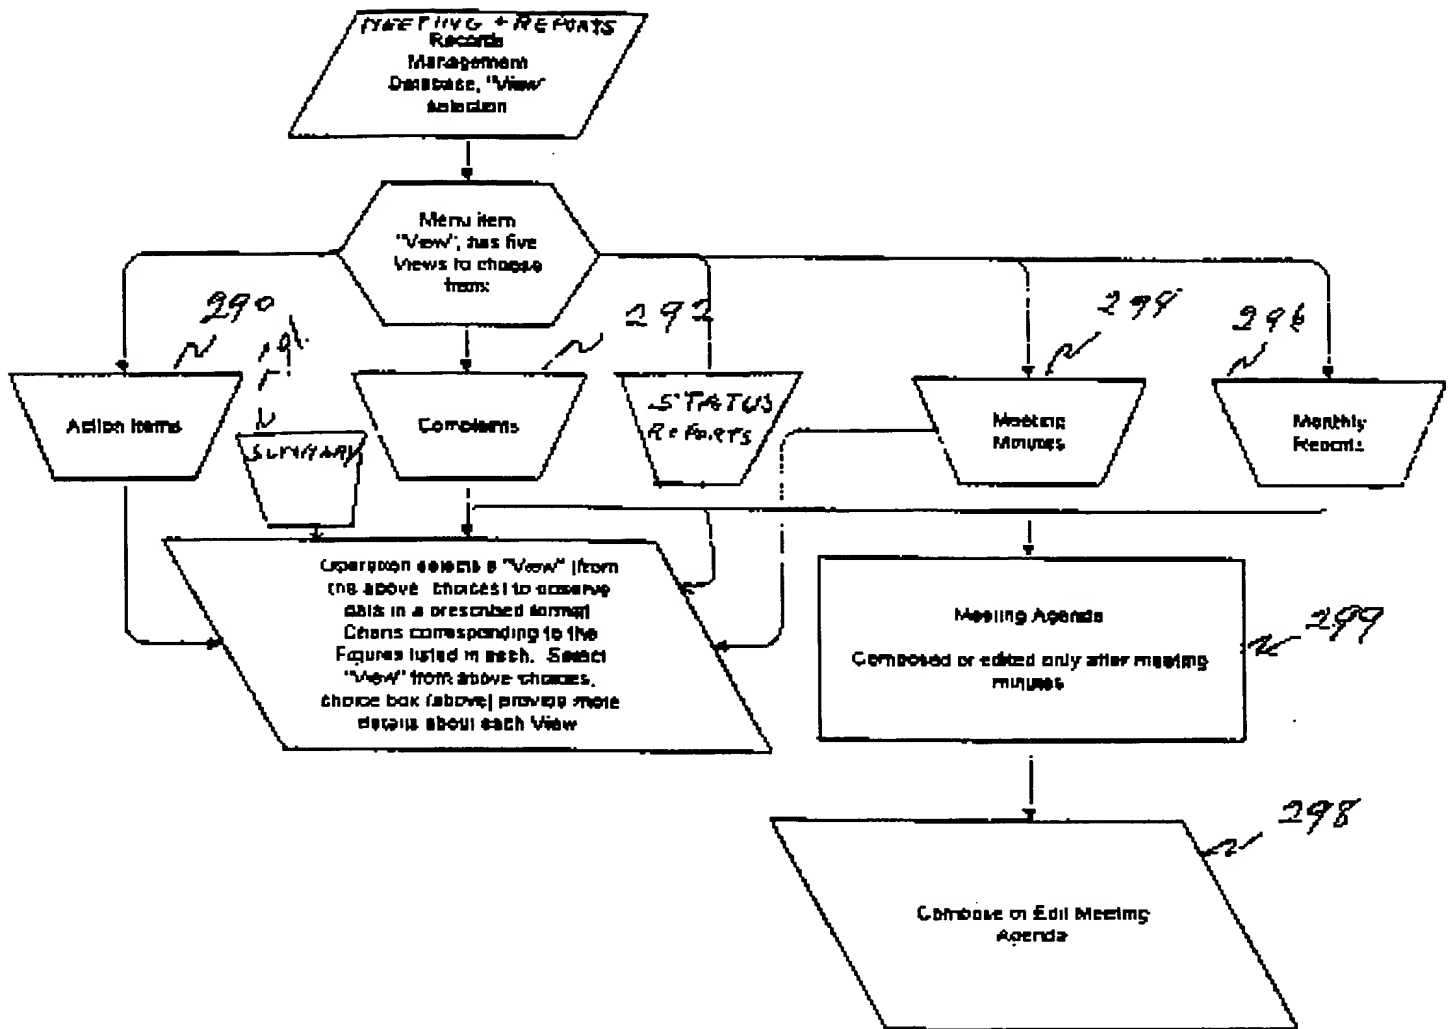 MEETING + REPORTS
Records
Management
Database, "View"
selection
Menu item
"View", has five
Views to choose
from:
290
292
294
296
Action Items
SUMMARY
Complaints
STATUS
REPORTS
Meeting
Minutes
Monthly
Reports
Operation selects a "View" (from
the above choices) to observe
data in a prescribed format
Charts corresponding to the
Figures listed in each. Select
"View" from above choices,
choice box (above) provide more
details about each View
Meeting Agenda
Composed or edited only after meeting
minutes
299
298
Compose or Edit Meeting
Agenda